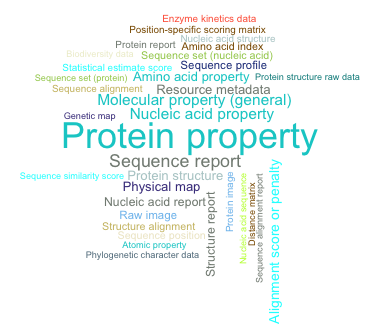 Enzyme kinetics data
Position-specific scoring matrix
Nucleic acid structure
Protein report
Amino acid index
Biodiversity data
Sequence set (nucleic acid)
Statistical estimate score
Sequence profile
Sequence set (protein)
Amino acid property
Protein structure raw data
Sequence alignment
Resource metadata
Molecular property (general)
Genetic map
Nucleic acid property
Protein property
Sequence report
Sequence similarity score
Protein structure
Physical map
Nucleic acid report
Raw image
Structure alignment
Sequence position
Atomic property
Phylogenetic character data
Structure report
Protein image
Nucleic acid sequence
Distance matrix
Sequence alignment report
Alignment score or penalty